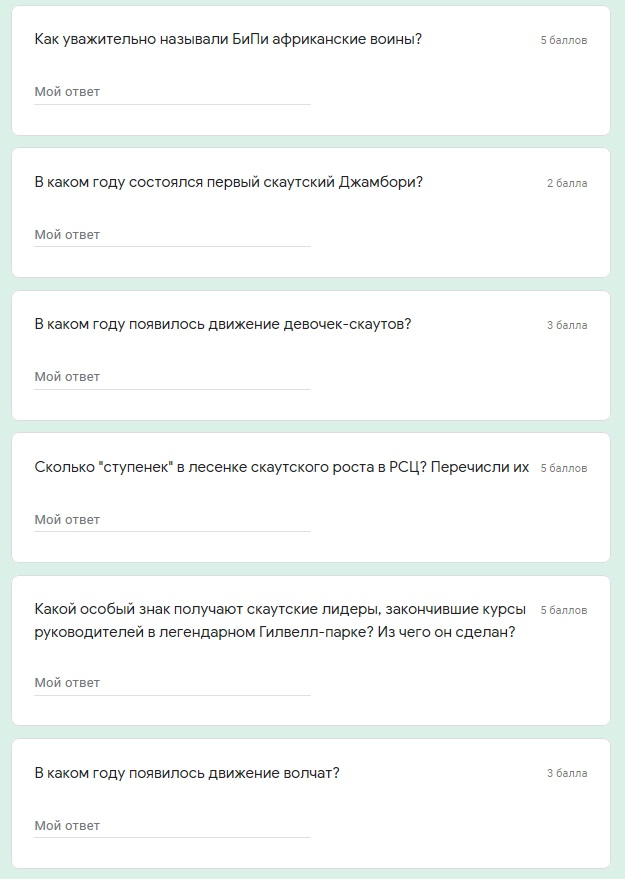 Как уважительно называли БиПи африканские воины?
5 баллов
Мой ответ
В каком году состоялся первый скаутский Джамбори?
2 балла
Мой ответ
В каком году появилось движение девочек-скаутов?
3 балла
Мой ответ
Сколько "ступенек" в лесенке скаутского роста в РСЦ? Перечисли их
5 баллов
Мой ответ
Какой особый знак получают скаутские лидеры, закончившие курсы
5 баллов
руководителей в легендарном Гилвелл-парке? Из чего он сделан?
Мой ответ
В каком году появилось движение волчат?
3 балла
Мой ответ